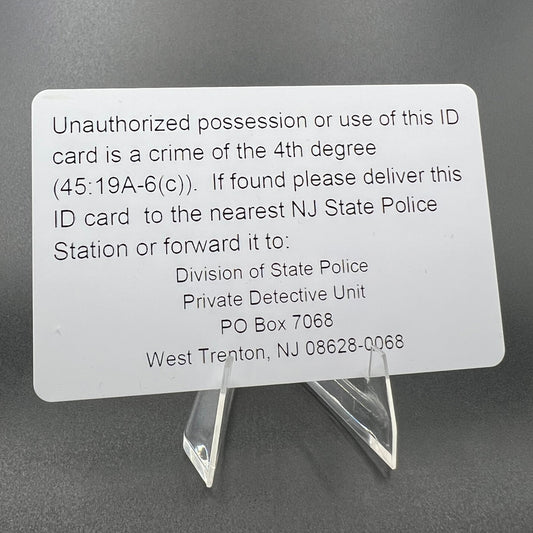 Unauthorized possession or use of this ID
card is a crime of the 4th degree
(45:19A-6(c)).  If found please deliver this
ID card  to the nearest NJ State Police
Station or forward it to:
Division of State Police
Private Detective Unit
PO Box 7068
West Trenton, NJ 08628-0068